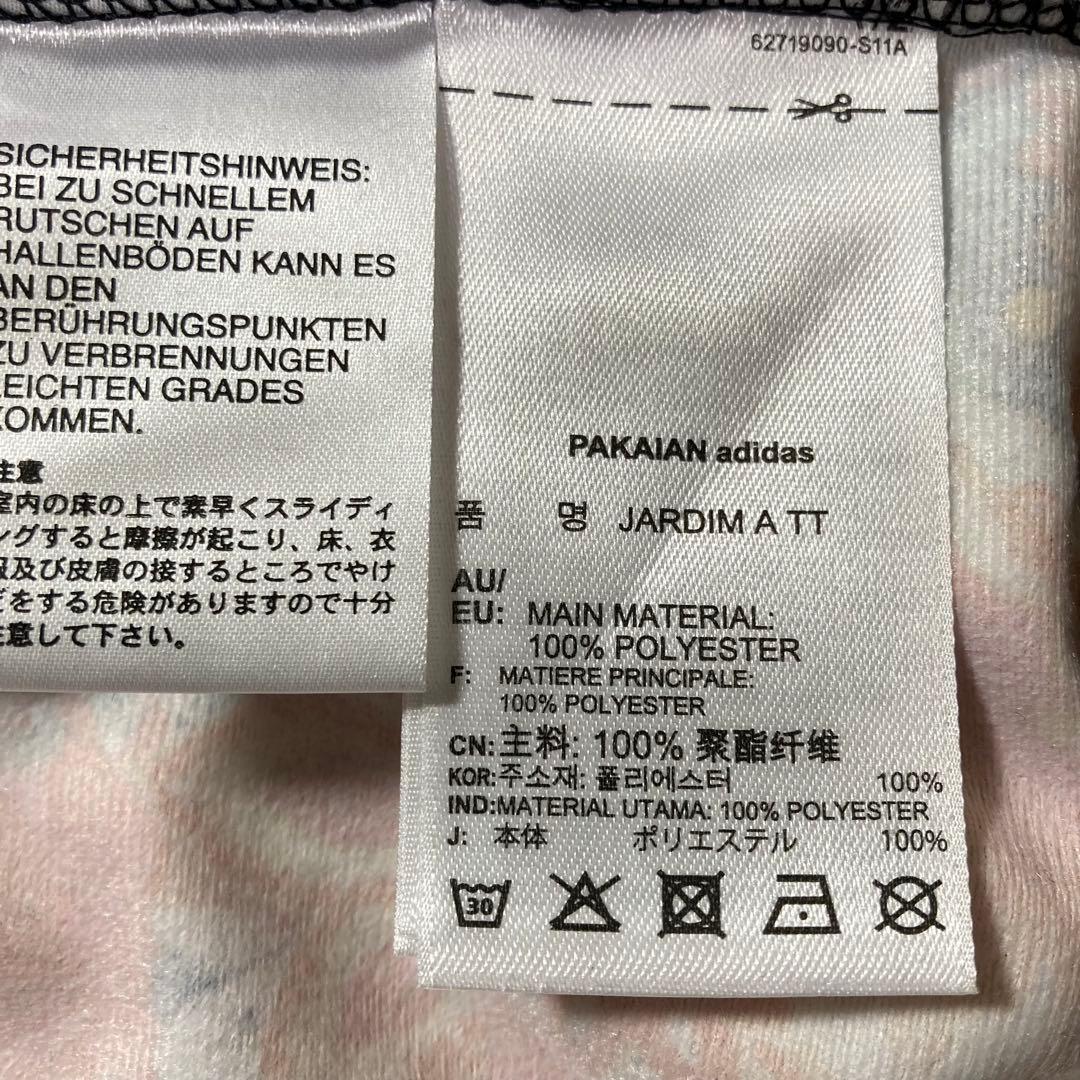 SICHERHEITSHINWEIS:
BEI ZU SCHNELLEM
RUTSCHEN AUF
HALLENBÖDEN KANN ES
AN DEN
BERÜHRUNGSPUNKTEN
ZU VERBRENNUNGEN
LEICHTEN GRADES
KOMMEN.
注意
室内の床の上で素早くスライディ
ングすると摩擦が起こり、床、衣
服及び皮膚の接するところでやけ
どをする危険がありますので十分
注意して下さい。
62719090-S11A
PAKAIAN adidas
품 명 JARDIM A TT
AU/
EU: MAIN MATERIAL:
100% POLYESTER
F: MATIERE PRINCIPALE:
100% POLYESTER
CN: 主料: 100% 聚酯纤维
KOR:주소재: 폴리에스터 100%
IND:MATERIAL UTAMA: 100% POLYESTER
J: 本体 ポリエステル 100%
30